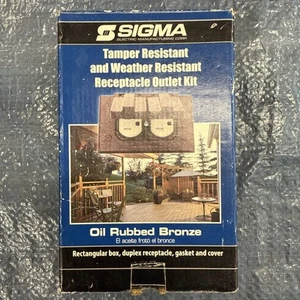 SIGMA
ELECTRIC MANUFACTURING CORP.
Tamper Resistant
and Weather Resistant
Receptacle Outlet Kit
Oil Rubbed Bronze
El aceite frotó el bronce
Rectangular box, duplex receptacle, gasket and cover